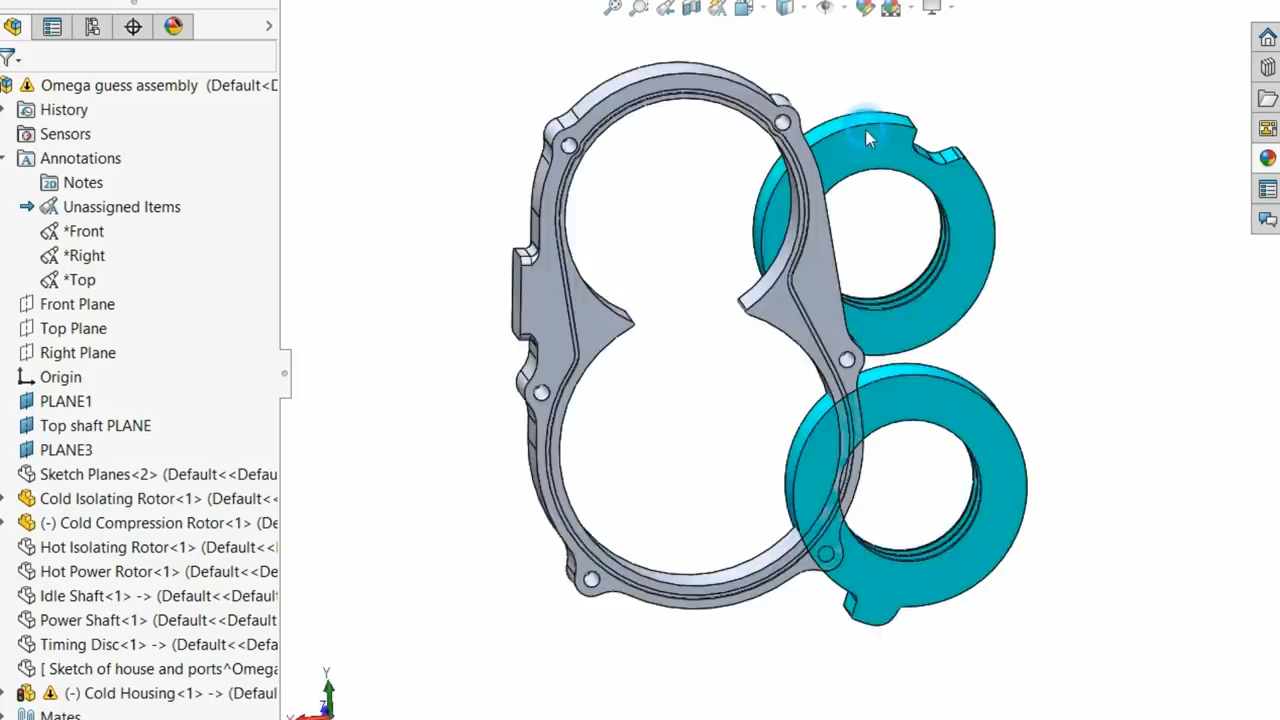 Omega guess assembly (Default<D
History
Sensors
Annotations
Notes
Unassigned Items
*Front
*Right
*Top
Front Plane
Top Plane
Right Plane
Origin
PLANE1
Top shaft PLANE
PLANE3
Sketch Planes<2> (Default<<Defau
Cold Isolating Rotor<1> (Default<<
(-) Cold Compression Rotor<1> (De
Hot Isolating Rotor<1> (Default<<D
Hot Power Rotor<1> (Default<<De
Idle Shaft<1> -> (Default<<Default
Power Shaft<1> (Default<<Default
Timing Disc<1> -> (Default<<Defau
[ Sketch of house and ports^Omega
(-) Cold Housing<1> -> (Defaul
Mates
Y